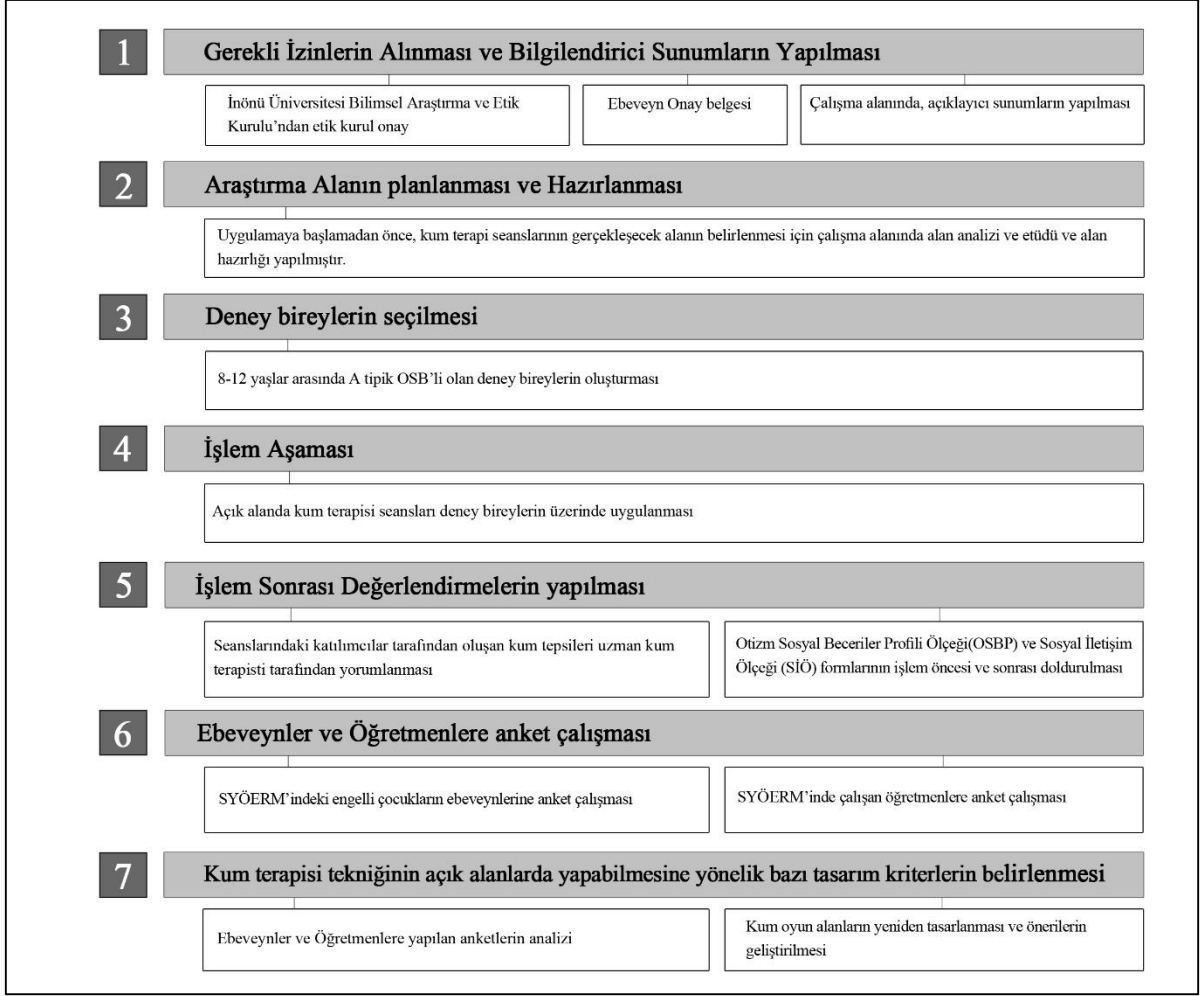 1
Gerekli İzinlerin Alınması ve Bilgilendirici Sunumların Yapılması
İnönü Üniversitesi Bilimsel Araştırma ve Etik
Kurulu'ndan etik kurul onay
Ebeveyn Onay belgesi
Çalışma alanında, açıklayıcı sunumların yapılması
2
Araştırma Alanın planlanması ve Hazırlanması
Uygulamaya başlamadan önce, kum terapi seanslarının gerçekleşecek alanın belirlenmesi için çalışma alanında alan analizi ve etüdü ve alan
hazırlığı yapılmıştır.
3
Deney bireylerin seçilmesi
8-12 yaşlar arasında A tipik OSB'li olan deney bireylerin oluşturması
4
İşlem Aşaması
Açık alanda kum terapisi seansları deney bireylerin üzerinde uygulanması
5
İşlem Sonrası Değerlendirmelerin yapılması
Seanslarındaki katılımcılar tarafından oluşan kum tepsileri uzman kum
terapisti tarafından yorumlanması
Otizm Sosyal Beceriler Profili Ölçeği(OSBP) ve Sosyal İletişim
Ölçeği (SİÖ) formlarının işlem öncesi ve sonrası doldurulması
6
Ebeveynler ve Öğretmenlere anket çalışması
SYÖERM'indeki engelli çocukların ebeveynlerine anket çalışması
SYÖERM'inde çalışan öğretmenlere anket çalışması
7
Kum terapisi tekniğinin açık alanlarda yapabilmesine yönelik bazı tasarım kriterlerin belirlenmesi
Ebeveynler ve Öğretmenlere yapılan anketlerin analizi
Kum oyun alanların yeniden tasarlanması ve önerilerin
geliştirilmesi